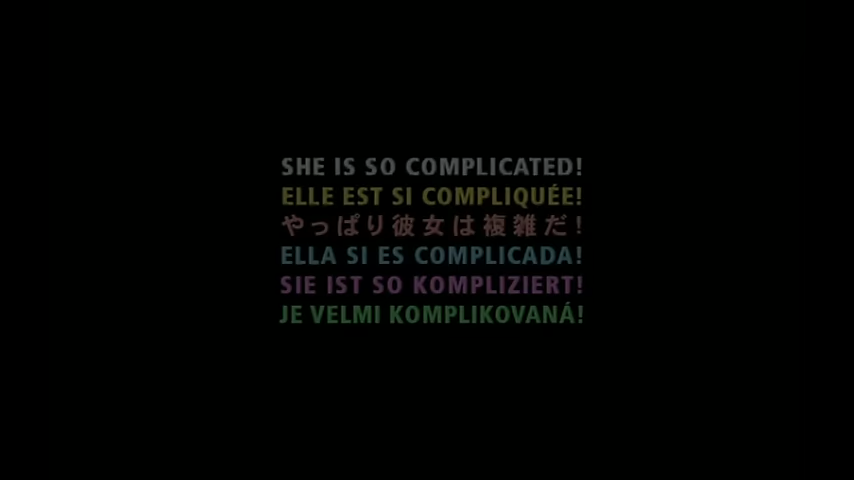 SHE IS SO COMPLICATED!
ELLE EST SI COMPLIQUÉE!
やっぱり彼女は複雑だ!
ELLA SI ES COMPLICADA!
SIE IST SO KOMPLIZIERT!
JE VELMI KOMPLIKOVANÁ!